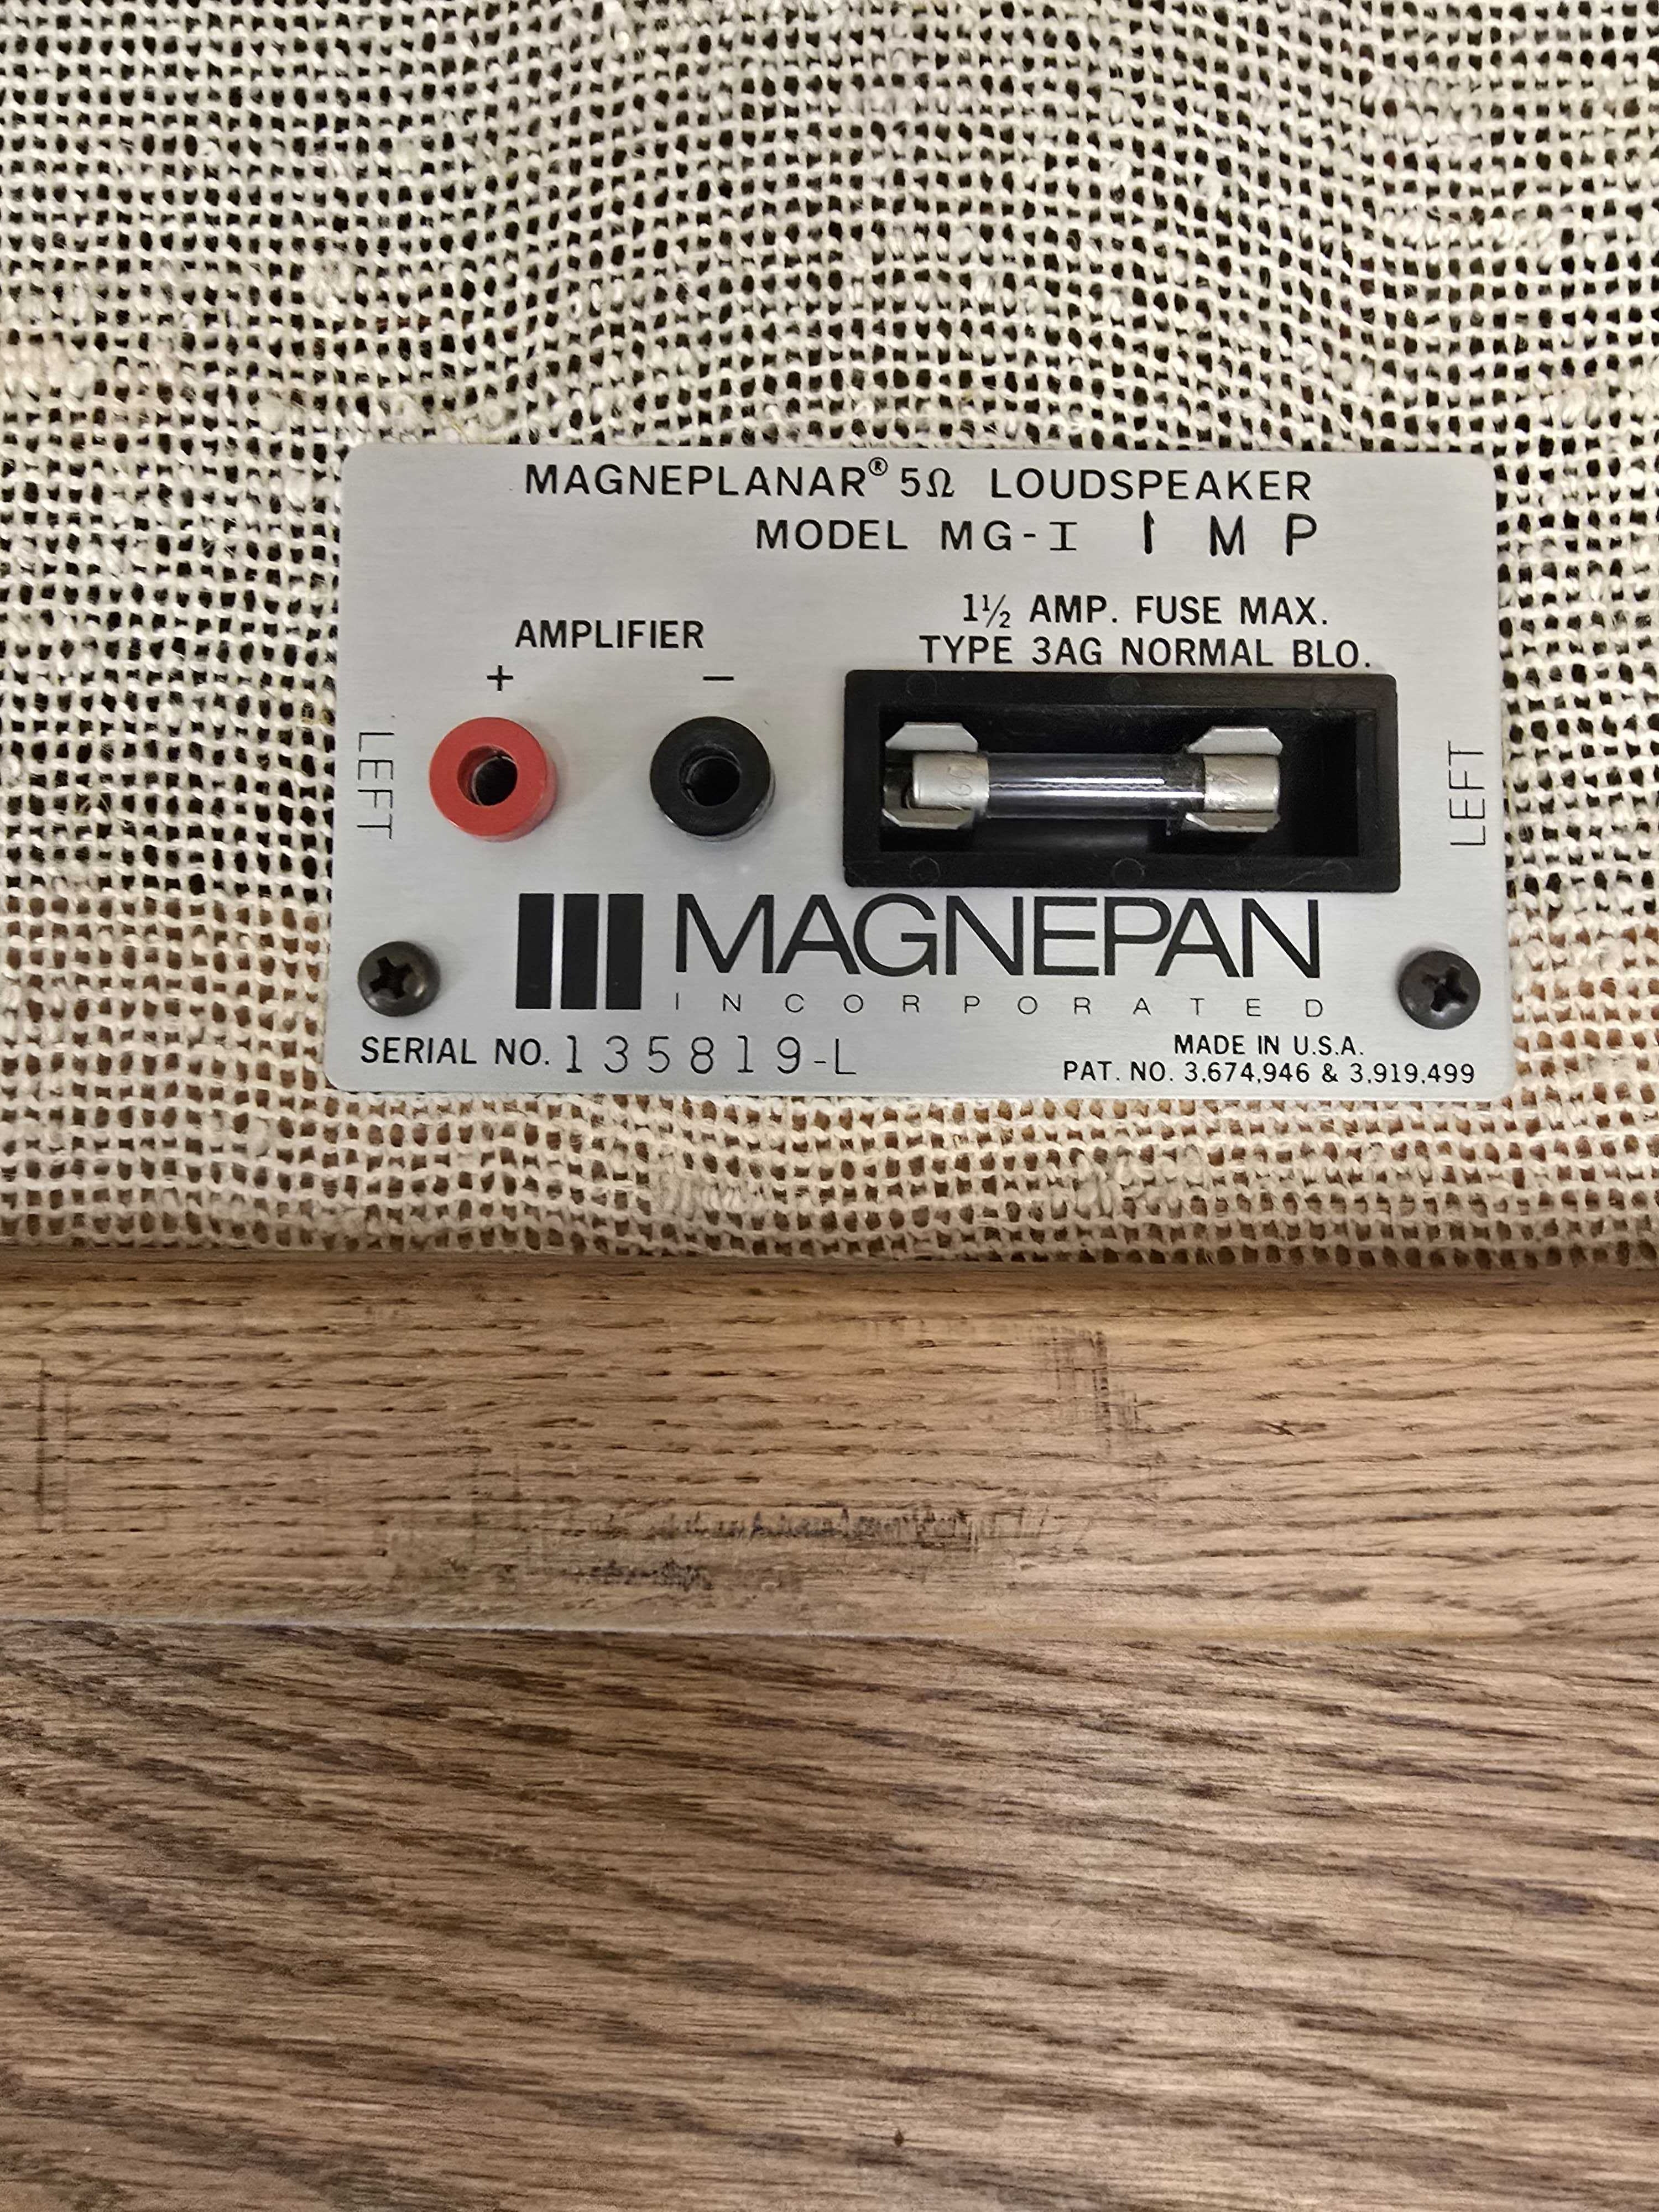 MAGNEPLANAR® 5Ω LOUDSPEAKER
MODEL MG-I IMP
1½ AMP. FUSE MAX.
TYPE 3AG NORMAL BLO.
AMPLIFIER
+ −
LEFT
LEFT
MAGNEPAN
INCORPORATED
SERIAL NO. 135819-L
MADE IN U.S.A.
PAT. NO. 3,674,946 & 3,919,499